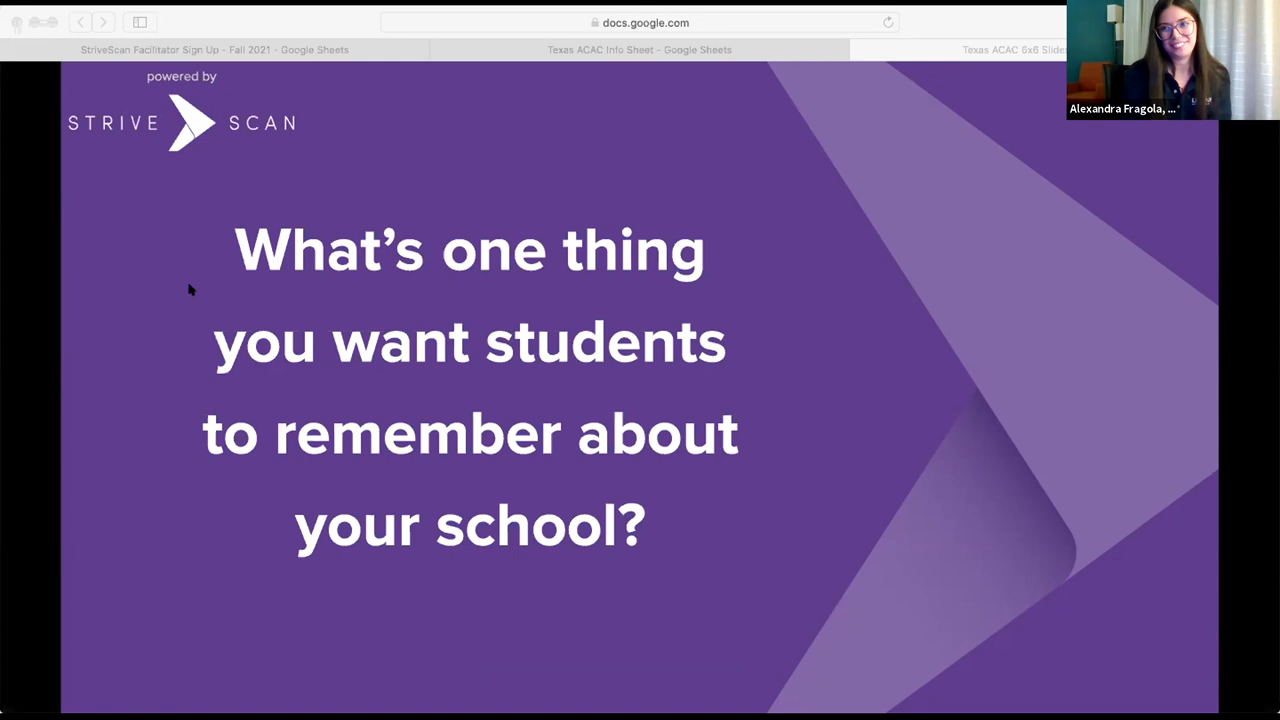 docs.google.com
StriveScan Facilitator Sign Up - Fall 2021 - Google Sheets
Texas ACAC Info Sheet - Google Sheets
Texas ACAC 6x6 Slides
Alexandra Fragola, ...
powered by
STRIVE SCAN
What's one thing
you want students
to remember about
your school?